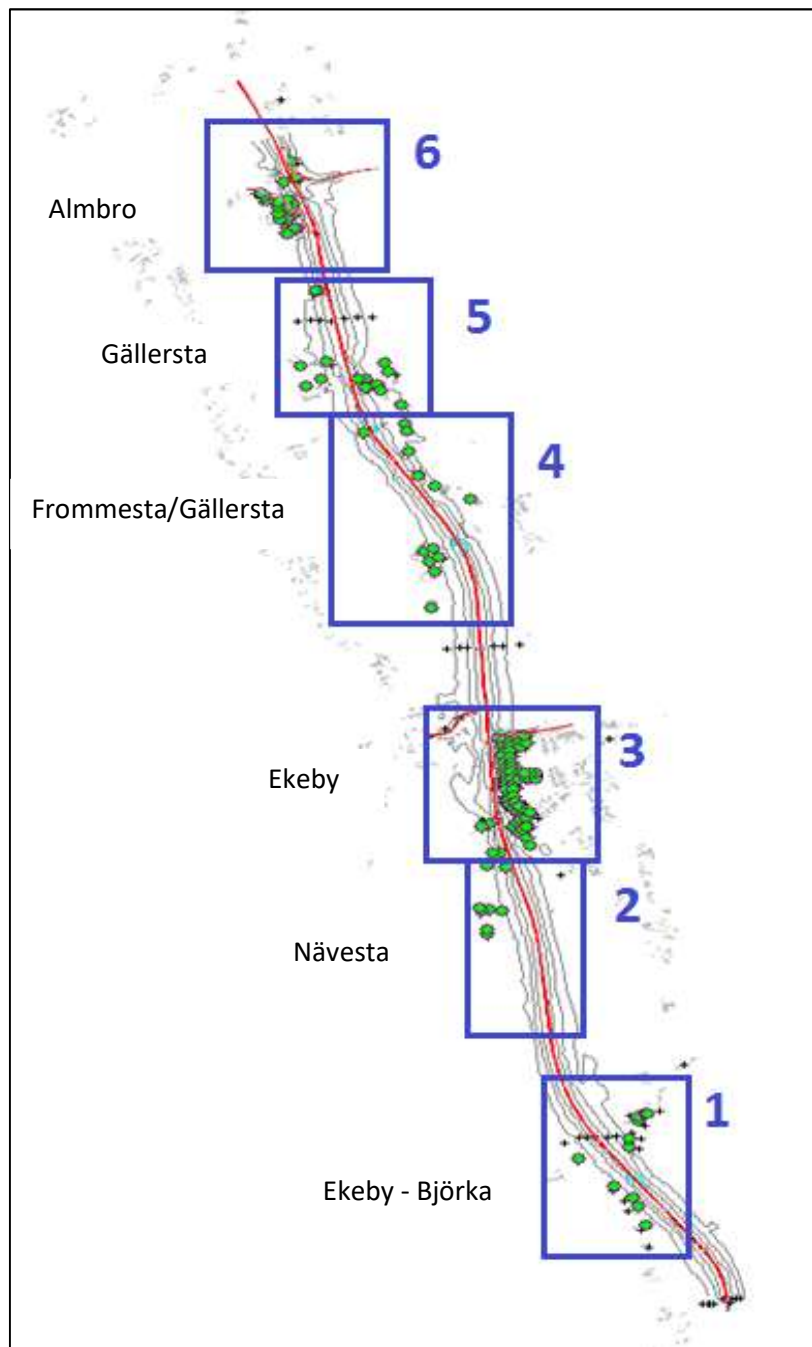 6
Almbro
5
Gällersta
4
Frommesta/Gällersta
3
Ekeby
2
Nävesta
1
Ekeby - Björka